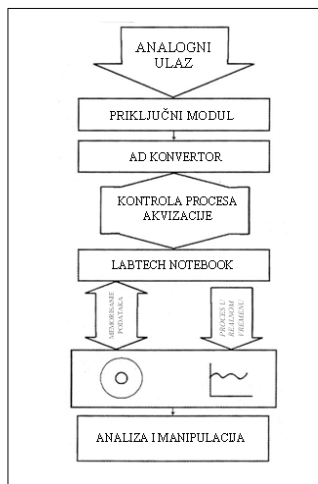 ANALOGNI
ULAZ
PRIKLJUČNI MODUL
AD KONVERTOR
KONTROLA PROCESA
AKVIZACIJE
LABTECH NOTEBOOK
MEMORISANJE
PODATAKA
PROCES U
REALNOM
VREMENU
ANALIZA I MANIPULACIJA